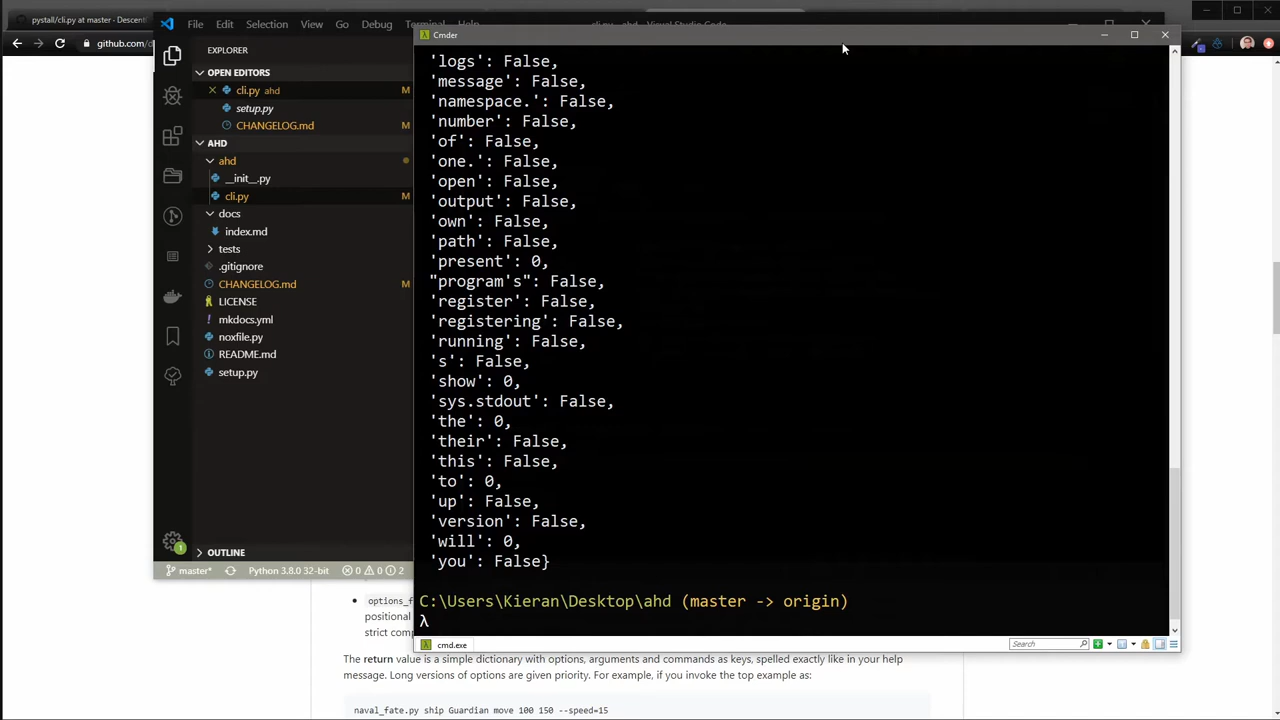 pystall/cli.py at master · Descent
github.com/d
File Edit Selection View Go Debug Terminal Help
cli.py - ahd - Visual Studio Code
EXPLORER
OPEN EDITORS
cli.py ahd M
setup.py
CHANGELOG.md M
AHD
ahd
__init__.py
cli.py M
docs
index.md
tests
.gitignore
CHANGELOG.md M
LICENSE
mkdocs.yml
noxfile.py
README.md
setup.py
OUTLINE
1
master* Python 3.8.0 32-bit 0 0 2
Cmder
'logs': False,
'message': False,
'namespace.': False,
'number': False,
'of': False,
'one.': False,
'open': False,
'output': False,
'own': False,
'path': False,
'present': 0,
"program's": False,
'register': False,
'registering': False,
'running': False,
's': False,
'show': 0,
'sys.stdout': False,
'the': 0,
'their': False,
'this': False,
'to': 0,
'up': False,
'version': False,
'will': 0,
'you': False}
C:\Users\Kieran\Desktop\ahd (master -> origin)
λ
cmd.exe
Search
options_f
positional
strict comp
The return value is a simple dictionary with options, arguments and commands as keys, spelled exactly like in your help
message. Long versions of options are given priority. For example, if you invoke the top example as:
naval_fate.py ship Guardian move 100 150 --speed=15